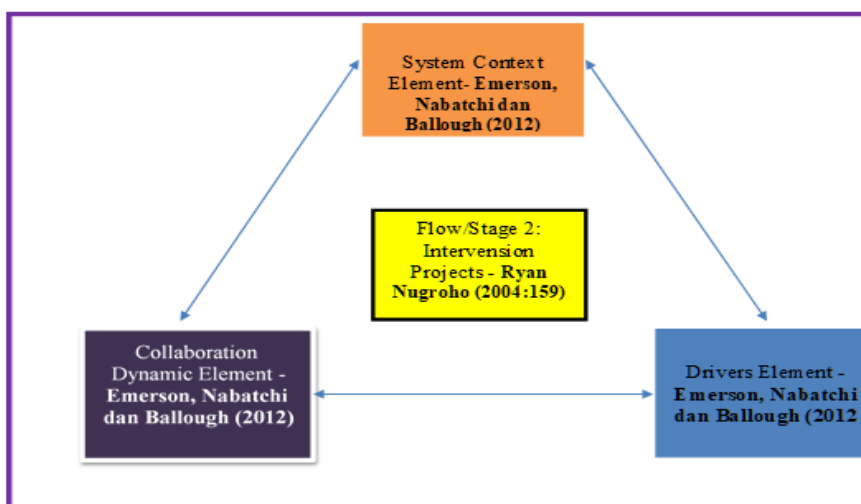 System Context
Element- Emerson,
Nabatchi dan
Ballough (2012)
Flow/Stage 2:
Intervension
Projects - Ryan
Nugroho (2004:159)
Collaboration
Dynamic Element -
Emerson, Nabatchi
dan Ballough (2012)
Drivers Element -
Emerson, Nabatchi
dan Ballough (2012